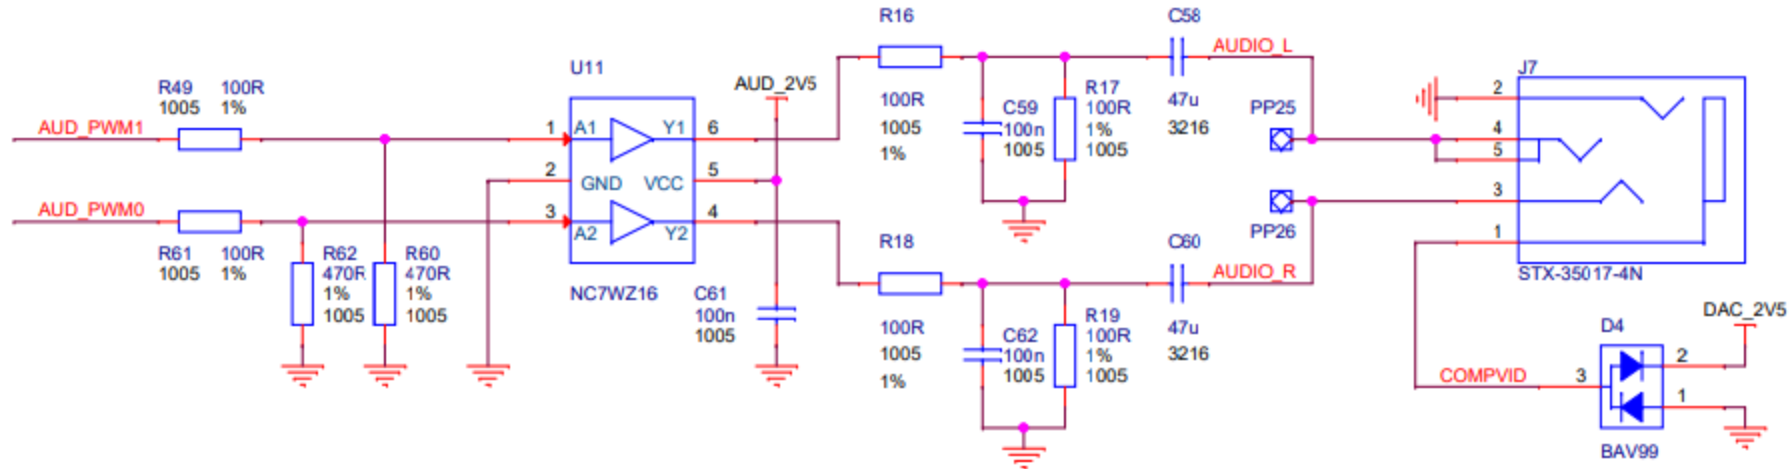 R16
C58
AUDIO_L
U11
J7
R49 100R
1005 1%
AUD_2V5
AUD_PWM1
1 A1 Y1 6
2 GND VCC 5
3 A2 Y2 4
NC7WZ16
100R
1005
1%
C59
100n
1005
R17
100R
1%
1005
47u
3216
PP25
2
4
5
3
1
STX-35017-4N
AUD_PWM0
R61 100R
1005 1%
R62
470R
1%
1005
R60
470R
1%
1005
C61
100n
1005
R18
C60
AUDIO_R
PP26
100R
1005
1%
C62
100n
1005
R19
100R
1%
1005
47u
3216
DAC_2V5
D4
COMPVID
3
2
1
BAV99